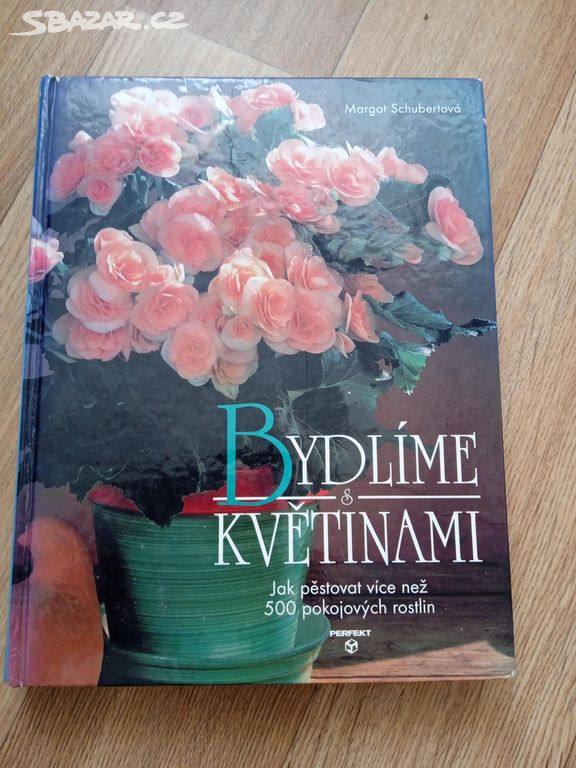 SBAZAR.CZ
Margot Schubertová
BYDLÍME
S
KVĚTINAMI
Jak pěstovat více než
500 pokojových rostlin
PERFEKT